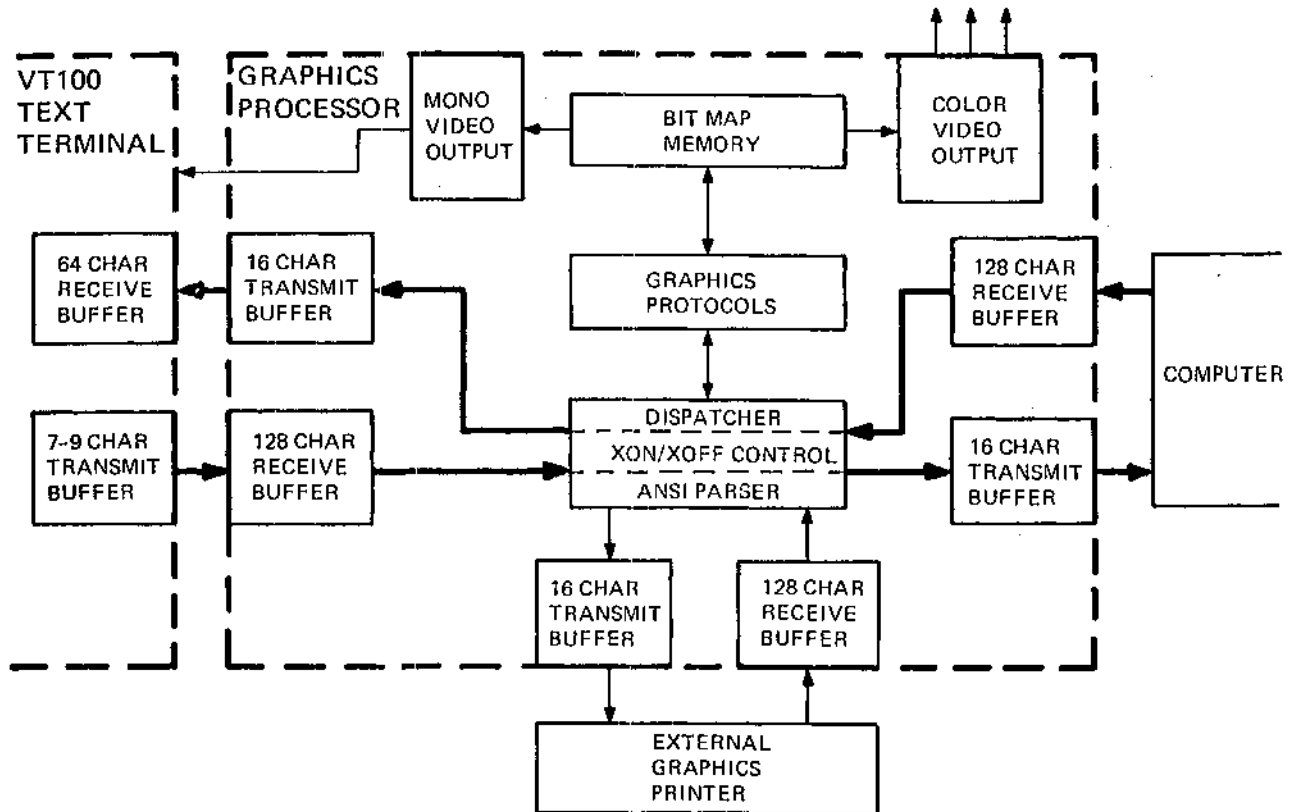 VT100
TEXT
TERMINAL
GRAPHICS
PROCESSOR
MONO
VIDEO
OUTPUT
BIT MAP
MEMORY
COLOR
VIDEO
OUTPUT
64 CHAR
RECEIVE
BUFFER
16 CHAR
TRANSMIT
BUFFER
GRAPHICS
PROTOCOLS
128 CHAR
RECEIVE
BUFFER
COMPUTER
7-9 CHAR
TRANSMIT
BUFFER
128 CHAR
RECEIVE
BUFFER
DISPATCHER
XON/XOFF CONTROL
ANSI PARSER
16 CHAR
TRANSMIT
BUFFER
16 CHAR
TRANSMIT
BUFFER
128 CHAR
RECEIVE
BUFFER
EXTERNAL
GRAPHICS
PRINTER